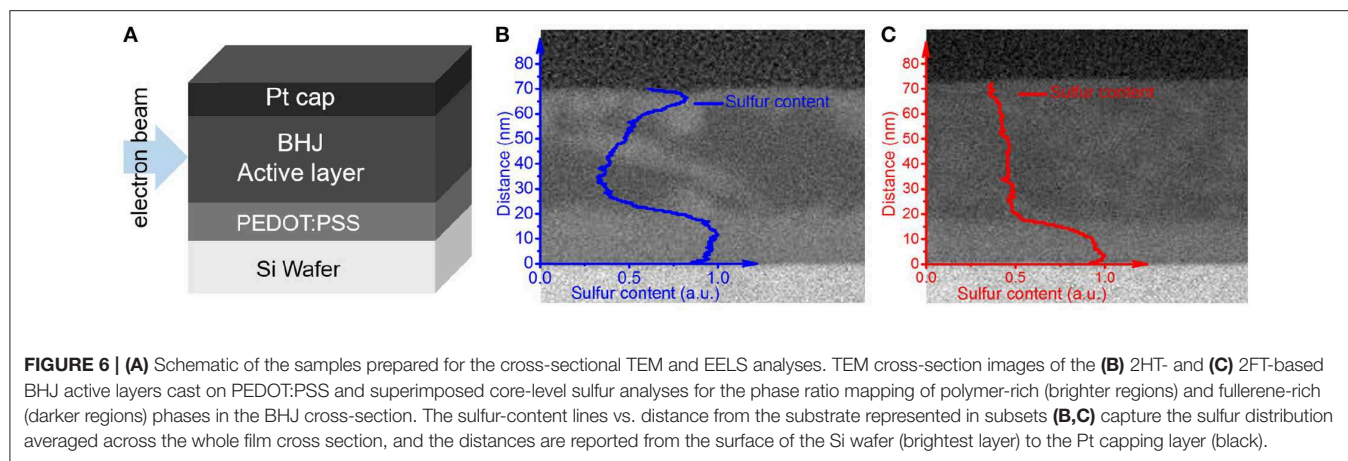 A
Pt cap
BHJ
Active layer
PEDOT:PSS
Si Wafer
electron beam
B
80
70
60
50
40
30
20
10
0
Distance (nm)
Sulfur content
0.0 0.5 1.0
Sulfur content (a.u.)
C
80
70
60
50
40
30
20
10
0
Distance (nm)
Sulfur content
0.0 0.5 1.0
Sulfur content (a.u.)
FIGURE 6 | (A) Schematic of the samples prepared for the cross-sectional TEM and EELS analyses. TEM cross-section images of the (B) 2HT- and (C) 2FT-based
BHJ active layers cast on PEDOT:PSS and superimposed core-level sulfur analyses for the phase ratio mapping of polymer-rich (brighter regions) and fullerene-rich
(darker regions) phases in the BHJ cross-section. The sulfur-content lines vs. distance from the substrate represented in subsets (B,C) capture the sulfur distribution
averaged across the whole film cross section, and the distances are reported from the surface of the Si wafer (brightest layer) to the Pt capping layer (black).